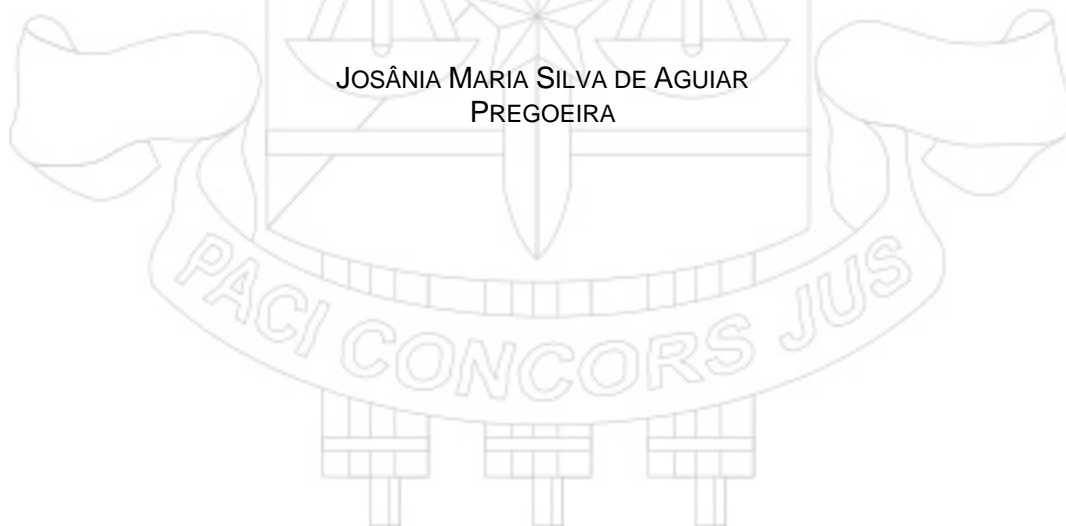 JOSÂNIA MARIA SILVA DE AGUIAR
PREGOEIRA
PACI CONCORS JUS